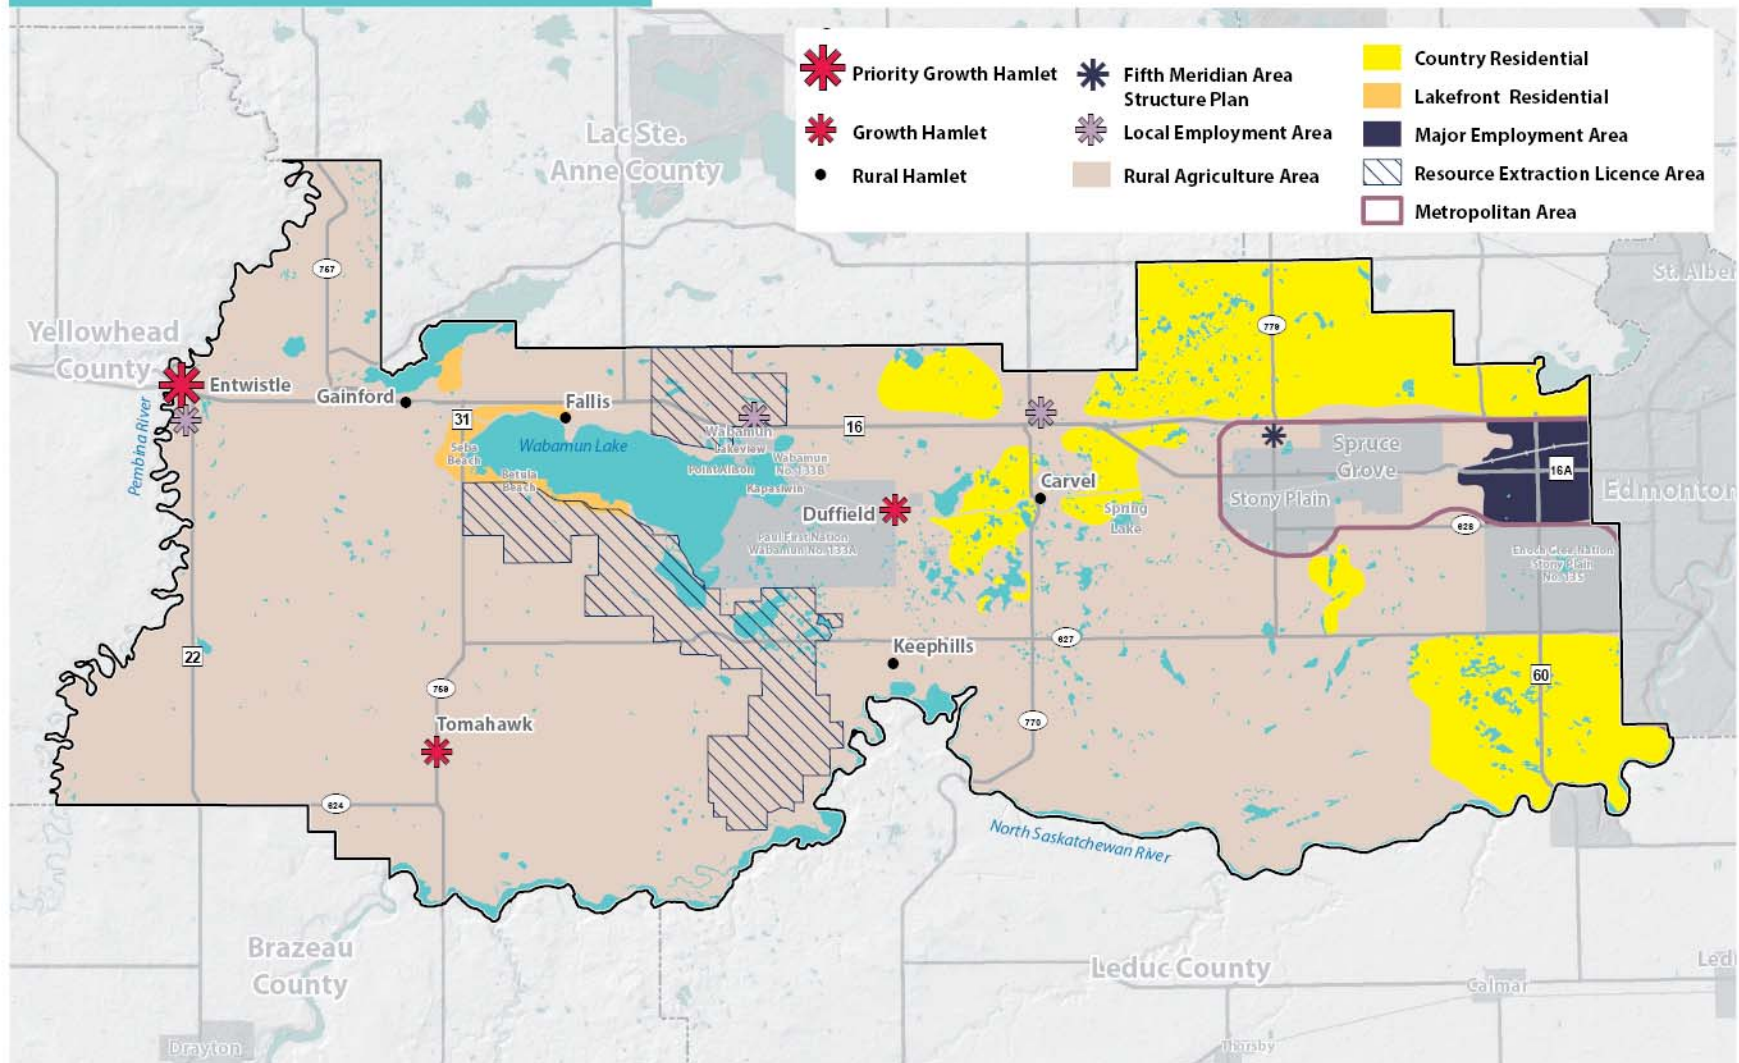 Priority Growth Hamlet
Growth Hamlet
Rural Hamlet
Fifth Meridian Area
Structure Plan
Local Employment Area
Rural Agriculture Area
Country Residential
Lakefront Residential
Major Employment Area
Resource Extraction Licence Area
Metropolitan Area
Lac Ste.
Anne County
St. Alber
757
779
Yellowhead
County
Entwistle
Gainford
Fallis
31
16
Pembina River
Wabamun Lake
Seba
Beach
Betula
Beach
Wabamun
Lakeview
Point Alison
Wabamun
No. 133B
Kapasiwin
Duffield
Paul First Nation
Wabamun No. 133A
Carvel
Spring
Lake
Spruce
Grove
Stony Plain
16A
Edmonton
628
Enoch Cree Nation
Stony Plain
No. 135
22
759
Tomahawk
624
Keephills
627
770
60
North Saskatchewan River
Brazeau
County
Drayton
Leduc County
Calmar
Thorsby